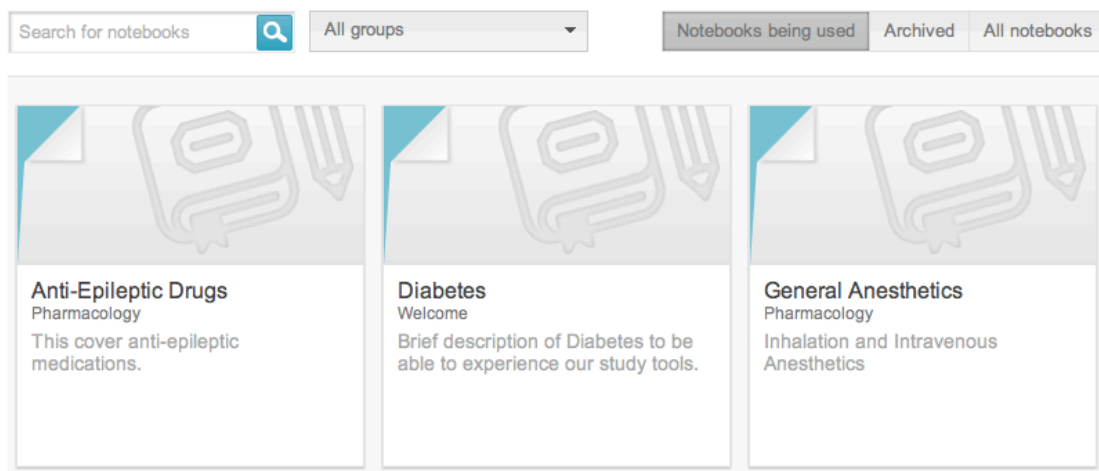 Search for notebooks
All groups
Notebooks being used
Archived
All notebooks
Anti-Epileptic Drugs
Pharmacology
This cover anti-epileptic
medications.
Diabetes
Welcome
Brief description of Diabetes to be
able to experience our study tools.
General Anesthetics
Pharmacology
Inhalation and Intravenous
Anesthetics